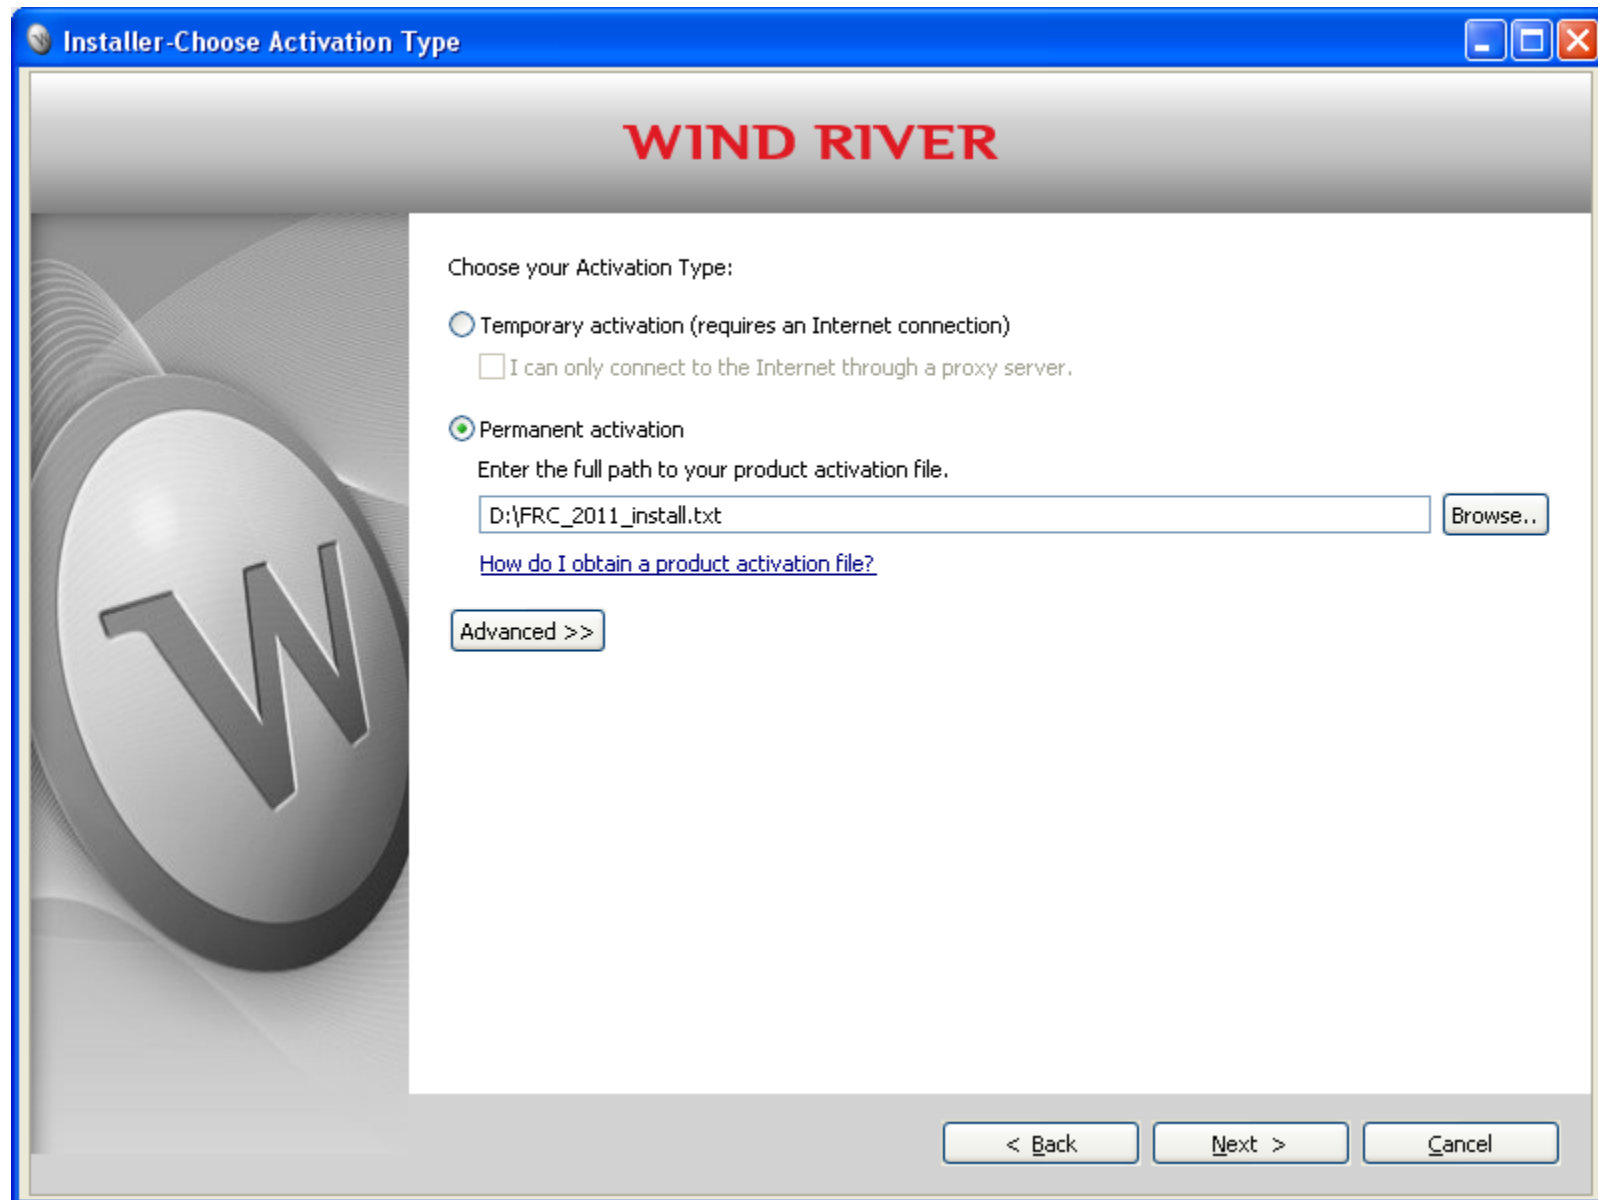 Installer-Choose Activation Type
WIND RIVER
Choose your Activation Type:
Temporary activation (requires an Internet connection)
I can only connect to the Internet through a proxy server.
Permanent activation
Enter the full path to your product activation file.
D:\FRC_2011_install.txt
Browse..
How do I obtain a product activation file?
Advanced >>
W
< Back
Next >
Cancel